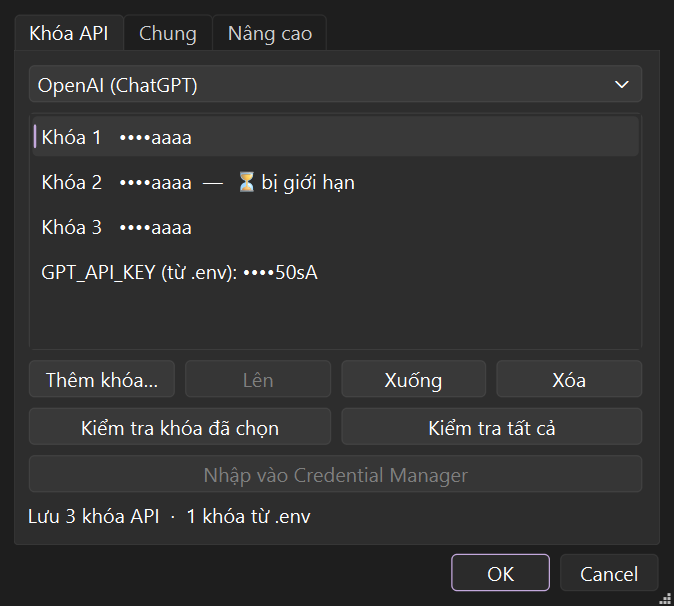 Khóa API Chung Nâng cao
OpenAI (ChatGPT)
Khóa 1 ••••aaaa
Khóa 2 ••••aaaa — ⏳ bị giới hạn
Khóa 3 ••••aaaa
GPT_API_KEY (từ .env): ••••50sA
Thêm khóa... Lên Xuống Xóa
Kiểm tra khóa đã chọn Kiểm tra tất cả
Nhập vào Credential Manager
Lưu 3 khóa API · 1 khóa từ .env
OK Cancel